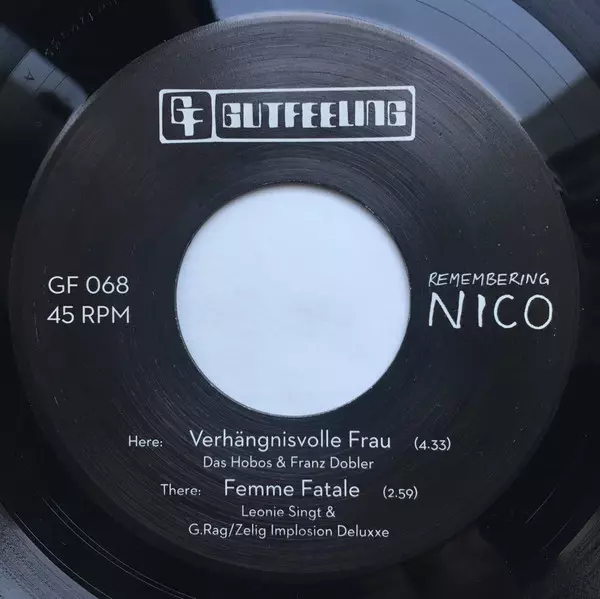 GF GUTFEELING
GF 068
45 RPM
REMEMBERING
NICO
Here: Verhängnisvolle Frau (4.33)
Das Hobos & Franz Dobler
There: Femme Fatale (2.59)
Leonie Singt &
G.Rag/Zelig Implosion Deluxxe